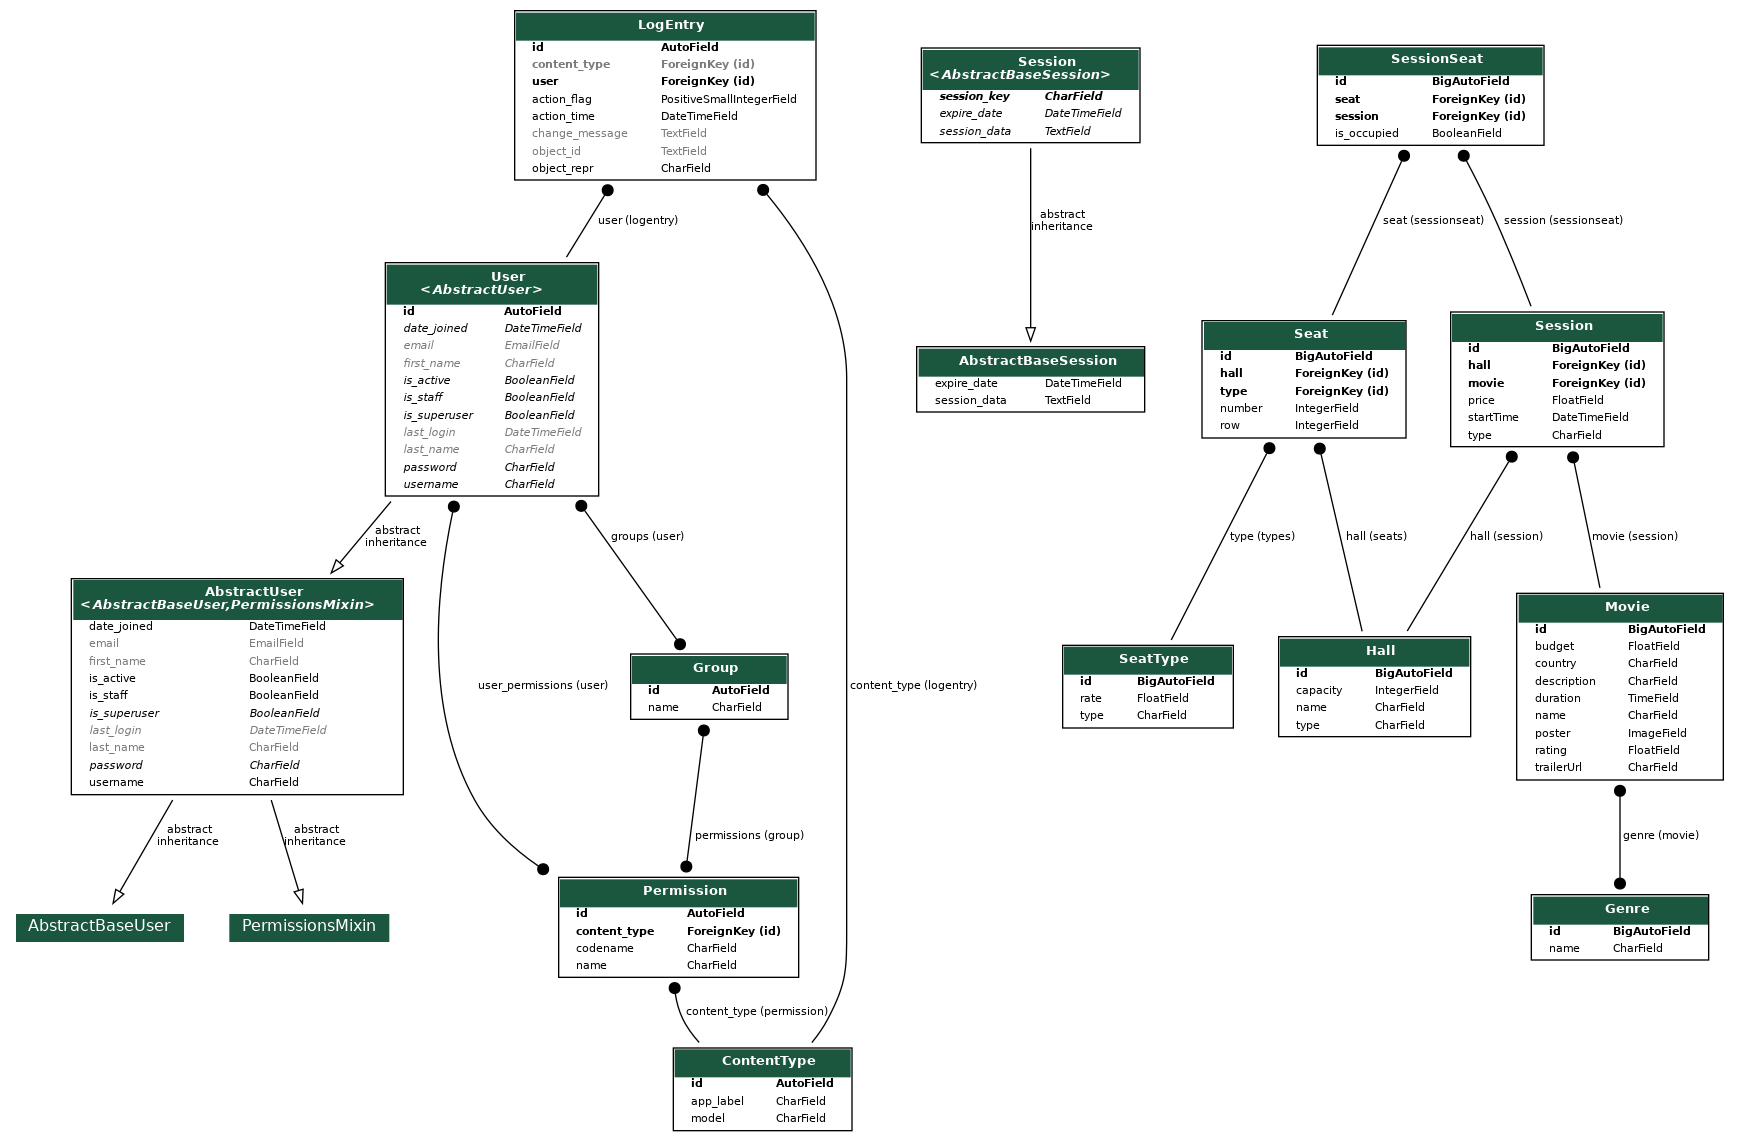 LogEntry
id AutoField
content_type ForeignKey (id)
user ForeignKey (id)
action_flag PositiveSmallIntegerField
action_time DateTimeField
change_message TextField
object_id TextField
object_repr CharField
Session
<AbstractBaseSession>
session_key CharField
expire_date DateTimeField
session_data TextField
SessionSeat
id BigAutoField
seat ForeignKey (id)
session ForeignKey (id)
is_occupied BooleanField
user (logentry)
abstract
inheritance
seat (sessionseat)
session (sessionseat)
User
<AbstractUser>
id AutoField
date_joined DateTimeField
email EmailField
first_name CharField
is_active BooleanField
is_staff BooleanField
is_superuser BooleanField
last_login DateTimeField
last_name CharField
password CharField
username CharField
AbstractBaseSession
expire_date DateTimeField
session_data TextField
Seat
id BigAutoField
hall ForeignKey (id)
type ForeignKey (id)
number IntegerField
row IntegerField
Session
id BigAutoField
hall ForeignKey (id)
movie ForeignKey (id)
price FloatField
startTime DateTimeField
type CharField
abstract
inheritance
groups (user)
type (types)
hall (seats)
hall (session)
movie (session)
AbstractUser
<AbstractBaseUser,PermissionsMixin>
date_joined DateTimeField
email EmailField
first_name CharField
is_active BooleanField
is_staff BooleanField
is_superuser BooleanField
last_login DateTimeField
last_name CharField
password CharField
username CharField
user_permissions (user)
Group
id AutoField
name CharField
content_type (logentry)
SeatType
id BigAutoField
rate FloatField
type CharField
Hall
id BigAutoField
capacity IntegerField
name CharField
type CharField
Movie
id BigAutoField
budget FloatField
country CharField
description CharField
duration TimeField
name CharField
poster ImageField
rating FloatField
trailerUrl CharField
abstract
inheritance
abstract
inheritance
permissions (group)
genre (movie)
AbstractBaseUser
PermissionsMixin
Permission
id AutoField
content_type ForeignKey (id)
codename CharField
name CharField
Genre
id BigAutoField
name CharField
content_type (permission)
ContentType
id AutoField
app_label CharField
model CharField